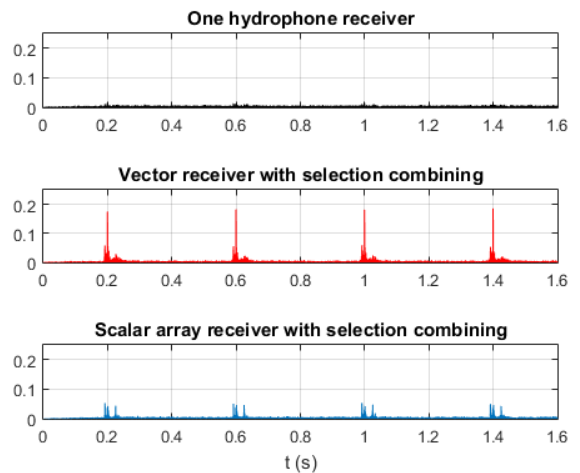 One hydrophone receiver
0.2
0.1
0
0 0.2 0.4 0.6 0.8 1 1.2 1.4 1.6
Vector receiver with selection combining
0.2
0.1
0
0 0.2 0.4 0.6 0.8 1 1.2 1.4 1.6
Scalar array receiver with selection combining
0.2
0.1
0
0 0.2 0.4 0.6 0.8 1 1.2 1.4 1.6
t (s)